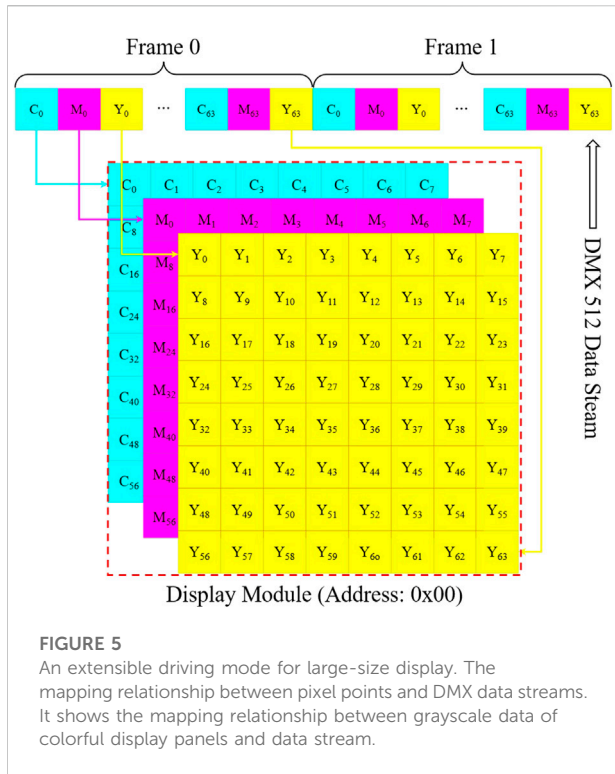 Frame 0 Frame 1
C0 M0 Y0 ... C63 M63 Y63 C0 M0 Y0 ... C63 M63 Y63
C0 C1 C2 C3 C4 C5 C6 C7
C8 M0 M1 M2 M3 M4 M5 M6 M7
C16 M8 Y0 Y1 Y2 Y3 Y4 Y5 Y6 Y7
M16 Y8 Y9 Y10 Y11 Y12 Y13 Y14 Y15
C24 M24 Y16 Y17 Y18 Y19 Y20 Y21 Y22 Y23
C32 M32 Y24 Y25 Y26 Y27 Y28 Y29 Y30 Y31
C40 M40 Y32 Y33 Y34 Y35 Y36 Y37 Y38 Y39
C48 M48 Y40 Y41 Y42 Y43 Y44 Y45 Y46 Y47
C56 M56 Y48 Y49 Y50 Y51 Y52 Y53 Y54 Y55
Y56 Y57 Y58 Y59 Y6o Y61 Y62 Y63
DMX 512 Data Steam
Display Module (Address: 0x00)
FIGURE 5
An extensible driving mode for large-size display. The
mapping relationship between pixel points and DMX data streams.
It shows the mapping relationship between grayscale data of
colorful display panels and data stream.